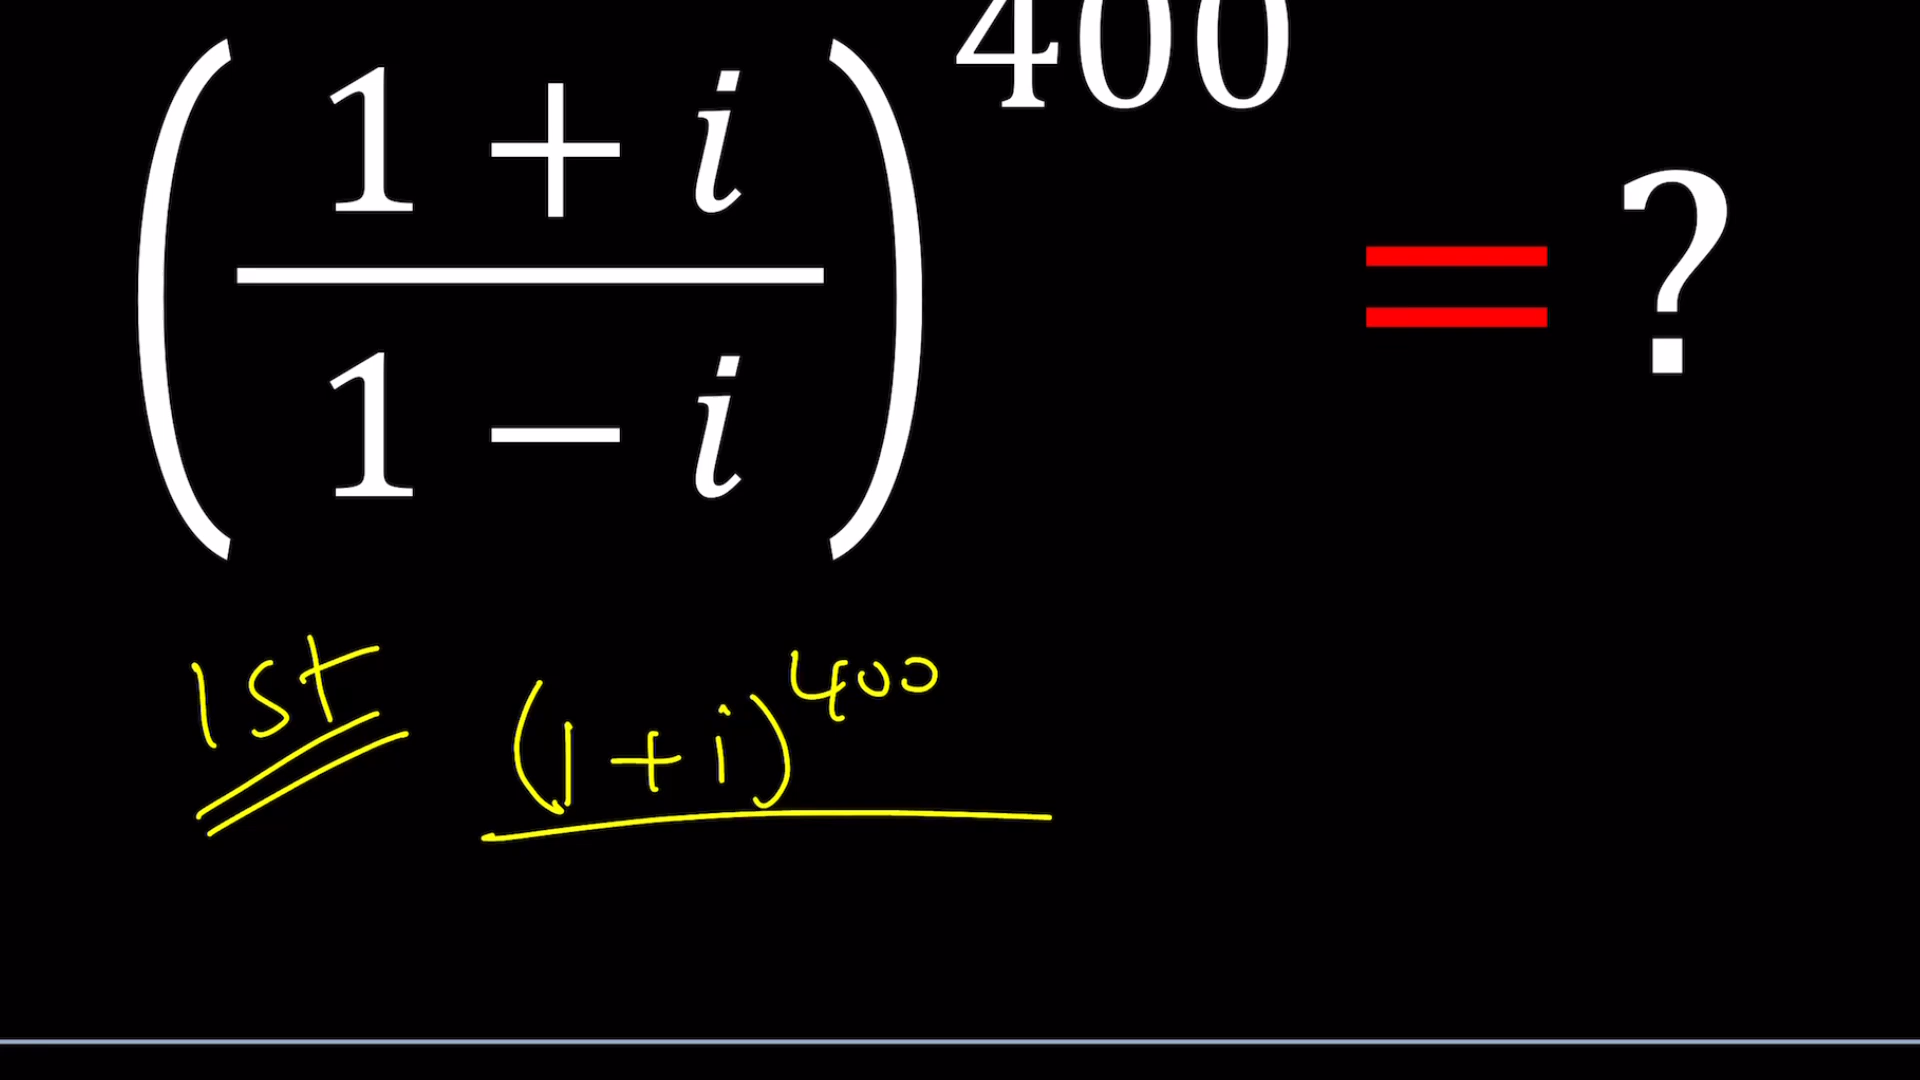 (1 + i / 1 − i)^400 = ?
1st (1+i)^400